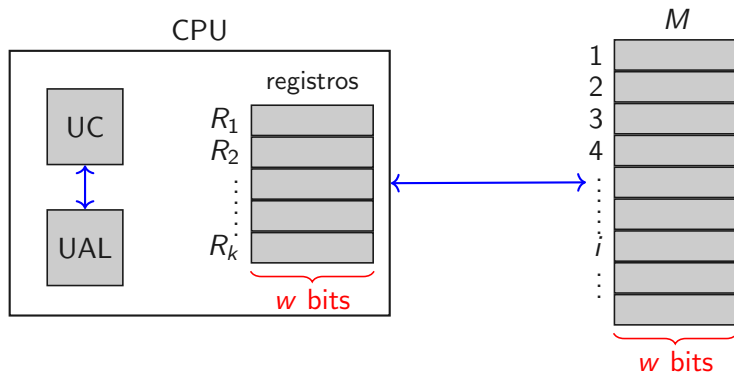 CPU
M
registros
UC
UAL
R1
R2
⋮
Rk
w bits
1
2
3
4
⋮
i
⋮
w bits